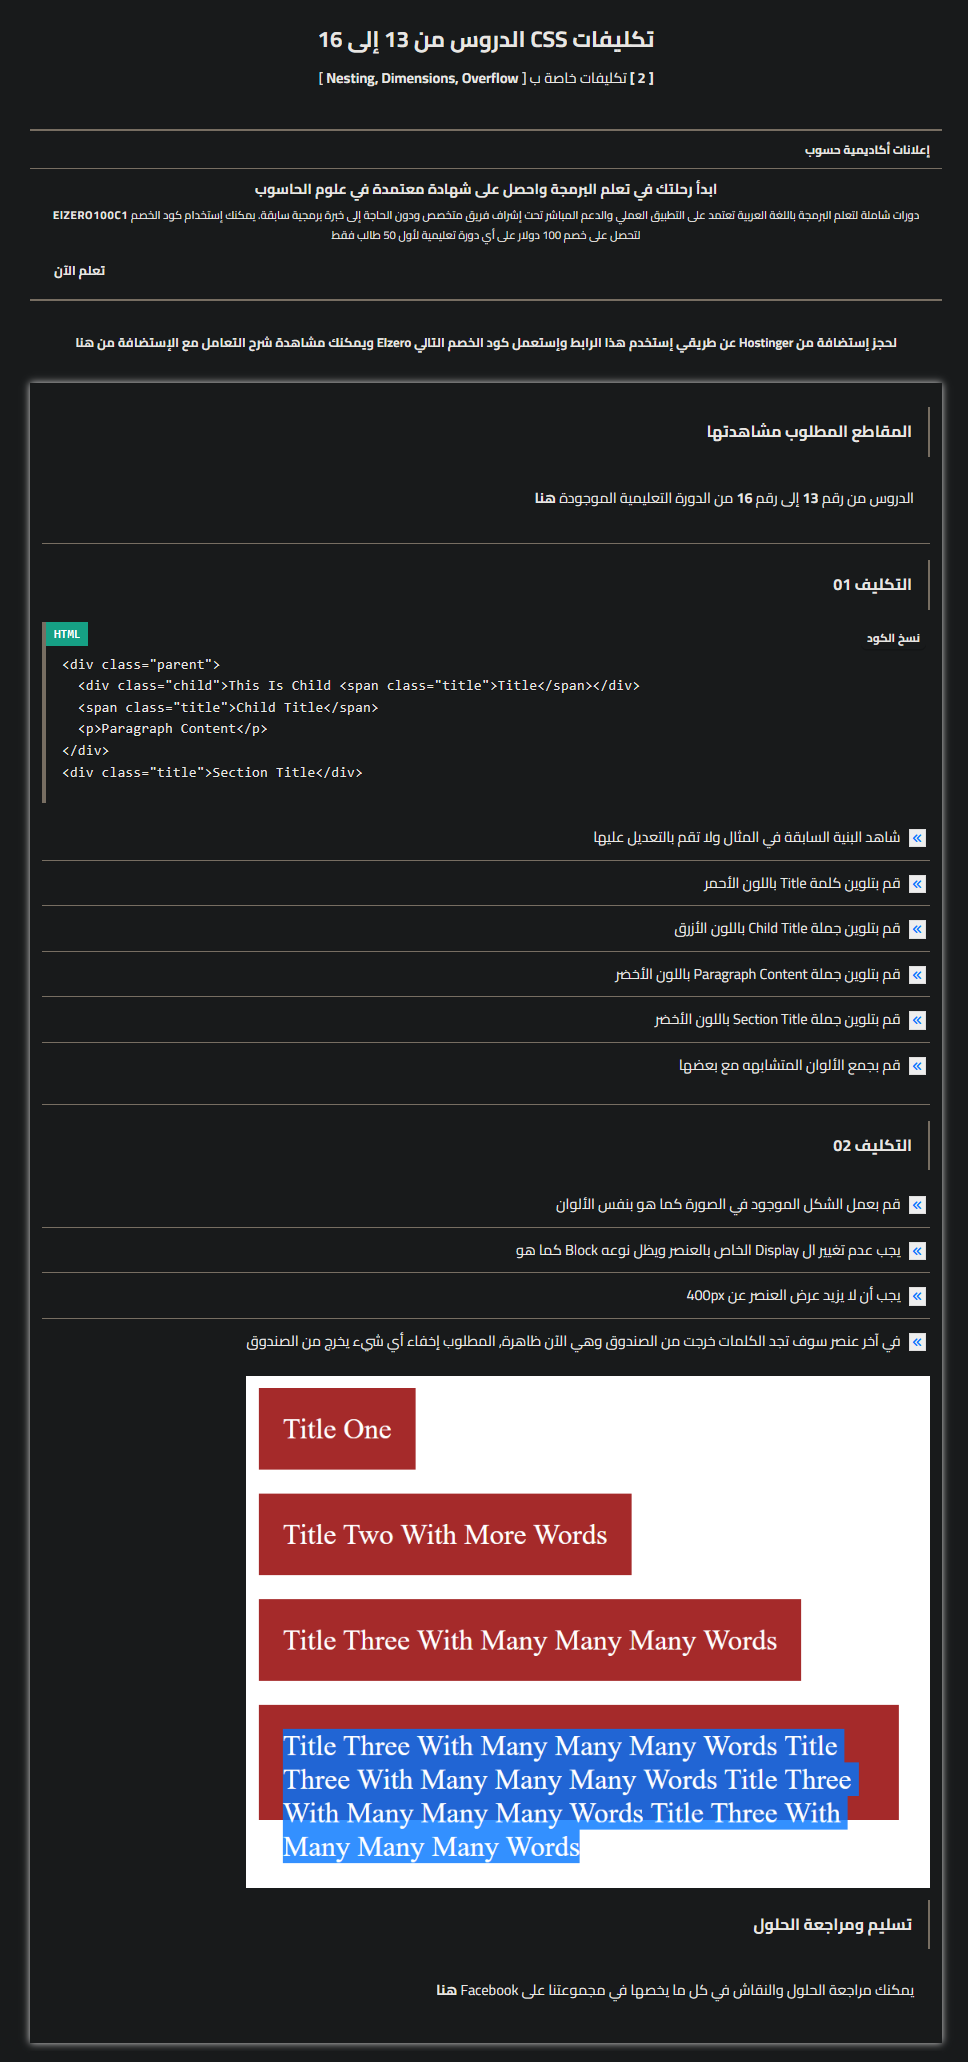 تكليفات CSS الدروس من 13 إلى 16
[ 2 ] تكليفات خاصة ب [ Nesting, Dimensions, Overflow ]
إعلانات أكاديمية حسوب
ابدأ رحلتك في تعلم البرمجة واحصل على شهادة معتمدة في علوم الحاسوب
دورات شاملة لتعلم البرمجة باللغة العربية تعتمد على التطبيق العملي والدعم المباشر تحت إشراف فريق متخصص ودون الحاجة إلى خبرة برمجية سابقة. يمكنك إستخدام كود الخصم ElZERO100C1
لتحصل على خصم 100 دولار على أي دورة تعليمية لأول 50 طالب فقط
تعلم الآن
لحجز إستضافة من Hostinger عن طريقي إستخدم هذا الرابط وإستعمل كود الخصم التالي Elzero ويمكنك مشاهدة شرح التعامل مع الإستضافة من هنا
المقاطع المطلوب مشاهدتها
الدروس من رقم 13 إلى رقم 16 من الدورة التعليمية الموجودة هنا
التكليف 01
HTML
نسخ الكود
<div class="parent">
  <div class="child">This Is Child <span class="title">Title</span></div>
  <span class="title">Child Title</span>
  <p>Paragraph Content</p>
</div>
<div class="title">Section Title</div>
شاهد البنية السابقة في المثال ولا تقم بالتعديل عليها
قم بتلوين كلمة Title باللون الأحمر
قم بتلوين جملة Child Title باللون الأزرق
قم بتلوين جملة Paragraph Content باللون الأخضر
قم بتلوين جملة Section Title باللون الأخضر
قم بجمع الألوان المتشابهه مع بعضها
التكليف 02
قم بعمل الشكل الموجود في الصورة كما هو بنفس الألوان
يجب عدم تغيير ال Display الخاص بالعنصر ويظل نوعه Block كما هو
يجب أن لا يزيد عرض العنصر عن 400px
في آخر عنصر سوف تجد الكلمات خرجت من الصندوق وهي الآن ظاهرة, المطلوب إخفاء أي شيء يخرج من الصندوق
Title One
Title Two With More Words
Title Three With Many Many Many Words
Title Three With Many Many Many Words Title
Three With Many Many Many Words Title Three
With Many Many Many Words Title Three With
Many Many Many Words
تسليم ومراجعة الحلول
يمكنك مراجعة الحلول والنقاش في كل ما يخصها في مجموعتنا على Facebook هنا